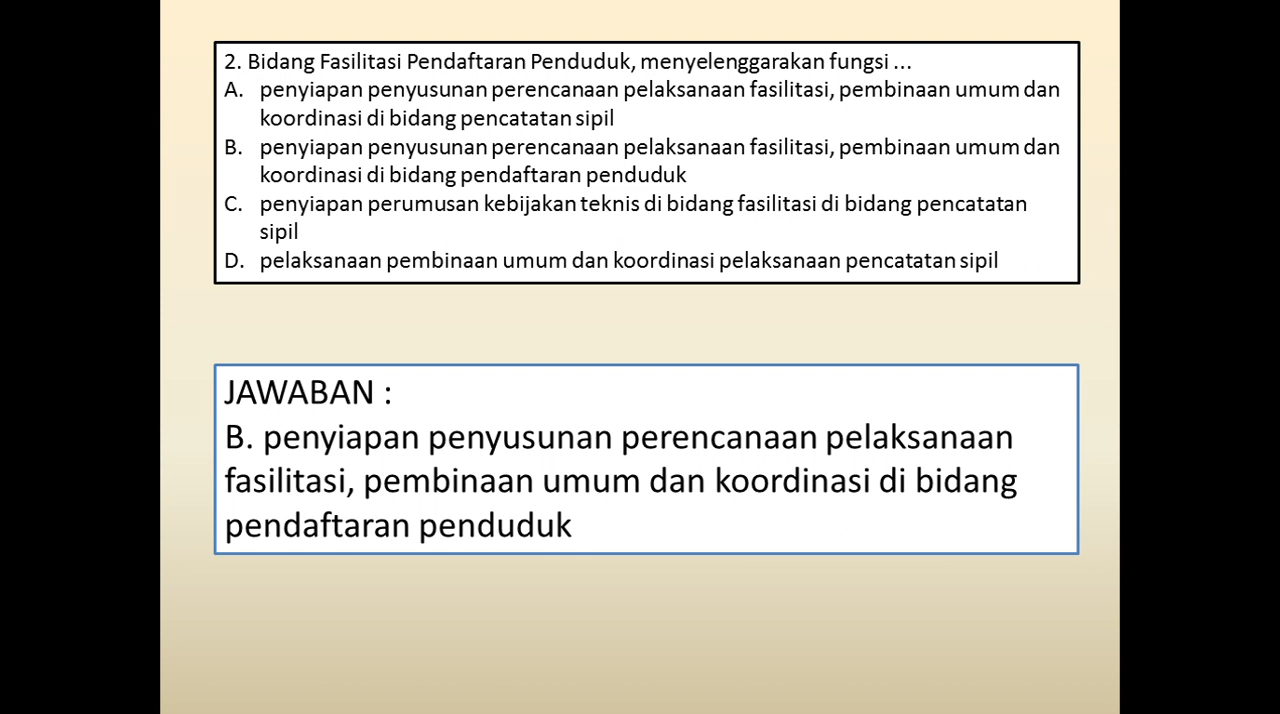 2. Bidang Fasilitasi Pendaftaran Penduduk, menyelenggarakan fungsi ...
A. penyiapan penyusunan perencanaan pelaksanaan fasilitasi, pembinaan umum dan
koordinasi di bidang pencatatan sipil
B. penyiapan penyusunan perencanaan pelaksanaan fasilitasi, pembinaan umum dan
koordinasi di bidang pendaftaran penduduk
C. penyiapan perumusan kebijakan teknis di bidang fasilitasi di bidang pencatatan
sipil
D. pelaksanaan pembinaan umum dan koordinasi pelaksanaan pencatatan sipil
JAWABAN :
B. penyiapan penyusunan perencanaan pelaksanaan
fasilitasi, pembinaan umum dan koordinasi di bidang
pendaftaran penduduk